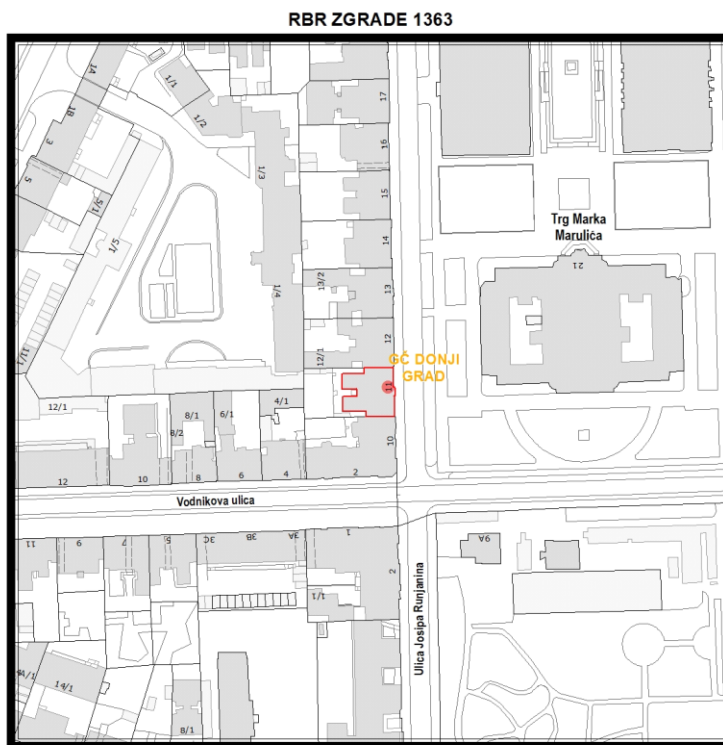 RBR ZGRADE 1363
1A
1/1
17
1B
1/2
3
16
1/3
5
5/1
15
Trg Marka
Marulića
1/5
14
21
13/2
13
1/4
12
11/1
12/1
GČ DONJI
GRAD
11
12/1
8/1
6/1
4/1
8/2
10
12
10
8
6
4
2
Vodnikova ulica
11
9
7
5
3C
3B
3A
1
9A
2
1/1
Ulica Josipa Runjanina
4A/1
14/1
8/1